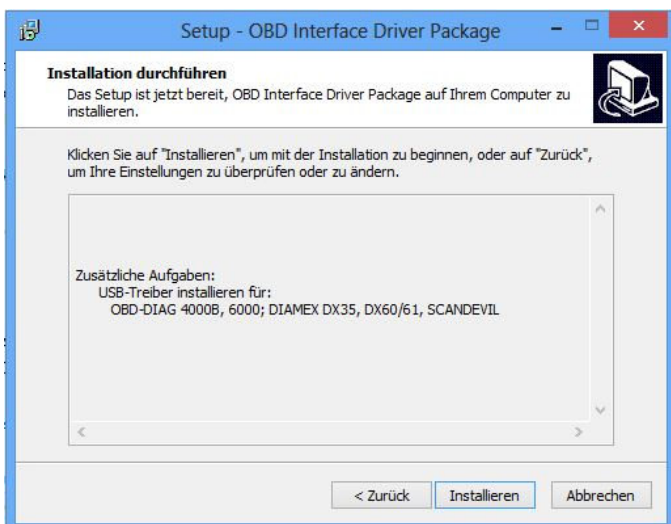 Setup - OBD Interface Driver Package
Installation durchführen
Das Setup ist jetzt bereit, OBD Interface Driver Package auf Ihrem Computer zu
installieren.
Klicken Sie auf "Installieren", um mit der Installation zu beginnen, oder auf "Zurück",
um Ihre Einstellungen zu überprüfen oder zu ändern.
Zusätzliche Aufgaben:
USB-Treiber installieren für:
OBD-DIAG 4000B, 6000; DIAMEX DX35, DX60/61, SCANDEVIL
< Zurück Installieren Abbrechen